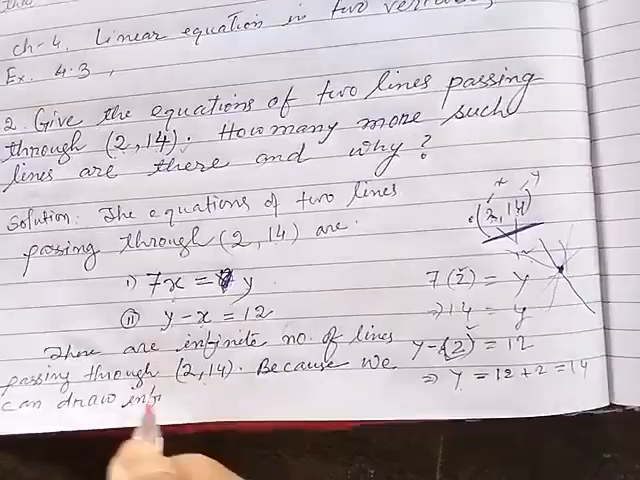 ch-4. Linear equation in two
Ex. 4.3,
2. Give the equations of two lines passing
through (2,14). How many more such
lines are there and why?
Solution: The equations of two lines
passing through (2,14) are.
i) 7x = y
ii) y-x = 12
There are infinite no. of lines
passing through (2,14). Because we
can draw inf
x y
(2,14)
7(2) = y
⇒14 = y
y-(2) = 12
⇒ y = 12+2 = 14